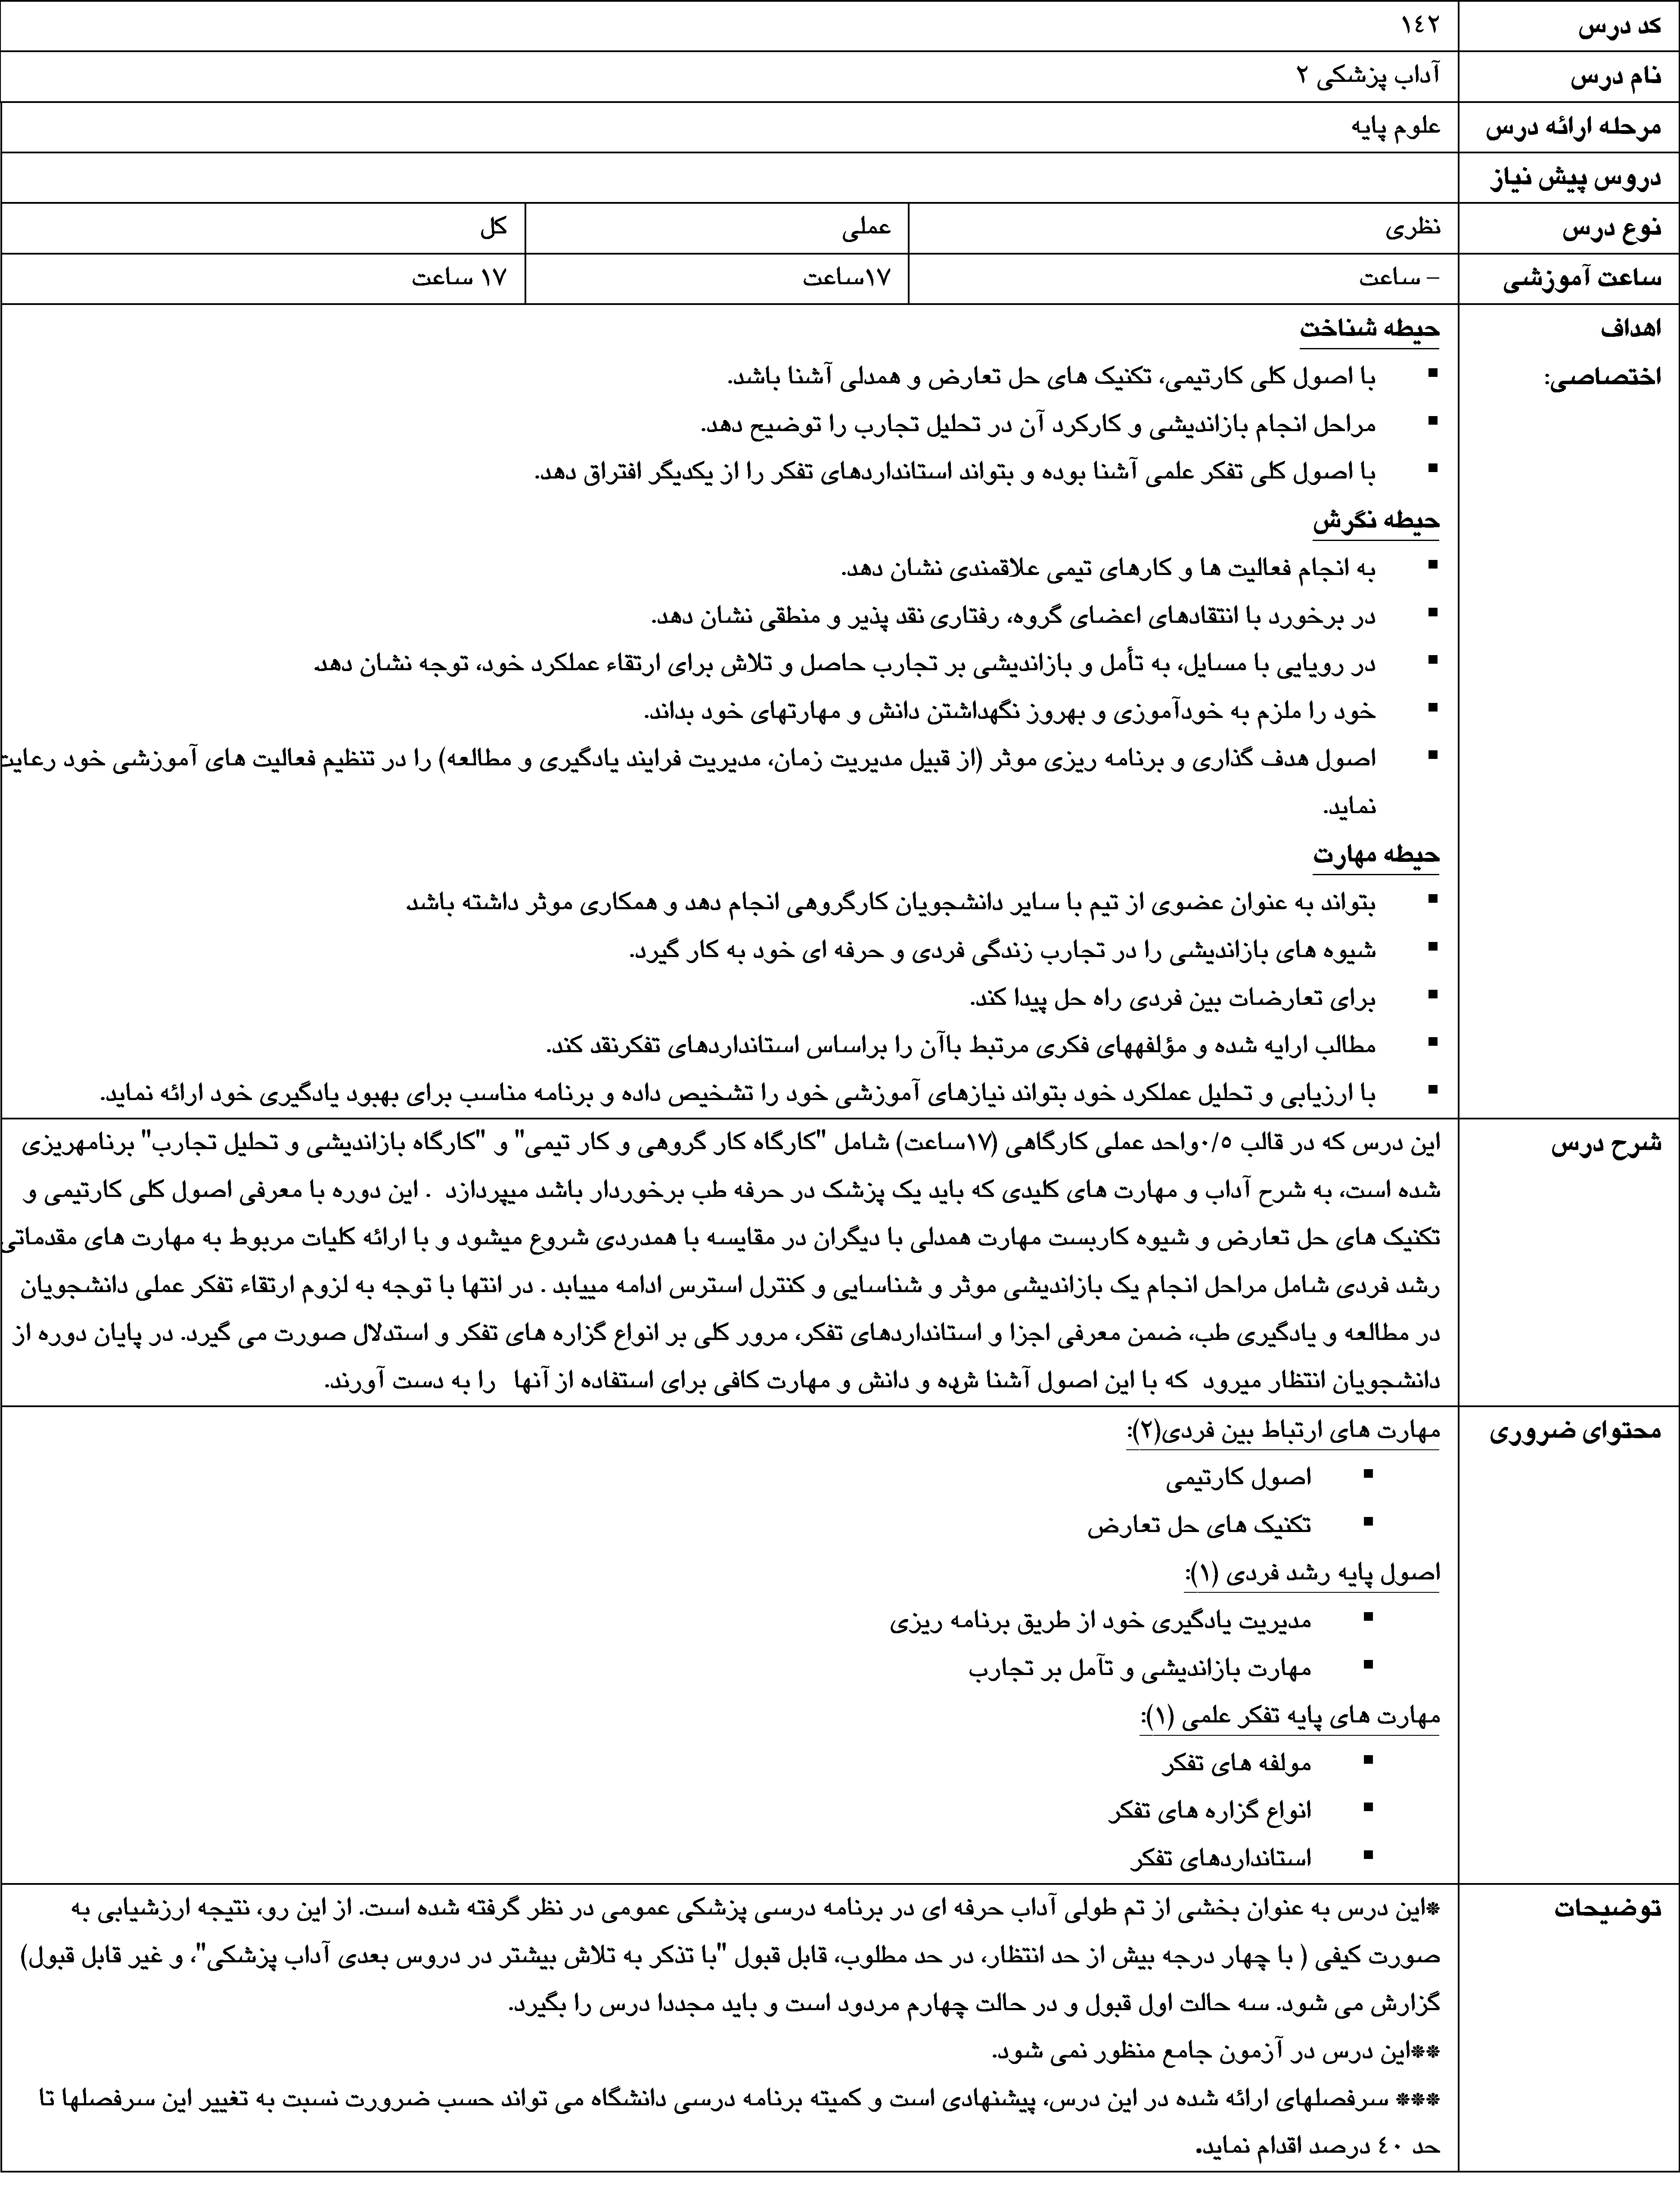 کد درس ۱٤۲
نام درس آداب پزشکی ۲
مرحله ارائه درس علوم پایه
دروس پیش نیاز
نوع درس نظری عملی کل
ساعت آموزشی – ساعت ۱۷ساعت ۱۷ ساعت
اهداف
اختصاصی:
حیطه شناخت
▪ با اصول کلی کارتیمی، تکنیک های حل تعارض و همدلی آشنا باشد.
▪ مراحل انجام بازاندیشی و کارکرد آن در تحلیل تجارب را توضیح دهد.
▪ با اصول کلی تفکر علمی آشنا بوده و بتواند استانداردهای تفکر را از یکدیگر افتراق دهد.
حیطه نگرش
▪ به انجام فعالیت ها و کارهای تیمی علاقمندی نشان دهد.
▪ در برخورد با انتقادهای اعضای گروه، رفتاری نقد پذیر و منطقی نشان دهد.
▪ در رویایی با مسایل، به تأمل و بازاندیشی بر تجارب حاصل و تلاش برای ارتقاء عملکرد خود، توجه نشان دهد.
▪ خود را ملزم به خودآموزی و بهروز نگهداشتن دانش و مهارتهای خود بداند.
▪ اصول هدف گذاری و برنامه ریزی موثر (از قبیل مدیریت زمان، مدیریت فرایند یادگیری و مطالعه) را در تنظیم فعالیت های آموزشی خود رعایت
نماید.
حیطه مهارت
▪ بتواند به عنوان عضوی از تیم با سایر دانشجویان کارگروهی انجام دهد و همکاری موثر داشته باشد.
▪ شیوه های بازاندیشی را در تجارب زندگی فردی و حرفه ای خود به کار گیرد.
▪ برای تعارضات بین فردی راه حل پیدا کند.
▪ مطالب ارایه شده و مؤلفههای فکری مرتبط باآن را براساس استانداردهای تفکرنقد کند.
▪ با ارزیابی و تحلیل عملکرد خود بتواند نیازهای آموزشی خود را تشخیص داده و برنامه مناسب برای بهبود یادگیری خود ارائه نماید.
شرح درس
این درس که در قالب ۰/۵واحد عملی کارگاهی (۱۷ساعت) شامل "کارگاه کار گروهی و کار تیمی" و "کارگاه بازاندیشی و تحلیل تجارب" برنامهریزی
شده است، به شرح آداب و مهارت های کلیدی که باید یک پزشک در حرفه طب برخوردار باشد میپردازد . این دوره با معرفی اصول کلی کارتیمی و
تکنیک های حل تعارض و شیوه کاربست مهارت همدلی با دیگران در مقایسه با همدردی شروع میشود و با ارائه کلیات مربوط به مهارت های مقدماتی
رشد فردی شامل مراحل انجام یک بازاندیشی موثر و شناسایی و کنترل استرس ادامه مییابد . در انتها با توجه به لزوم ارتقاء تفکر عملی دانشجویان
در مطالعه و یادگیری طب، ضمن معرفی اجزا و استانداردهای تفکر، مرور کلی بر انواع گزاره های تفکر و استدلال صورت می گیرد. در پایان دوره از
دانشجویان انتظار میرود که با این اصول آشنا شده و دانش و مهارت کافی برای استفاده از آنها را به دست آورند.
محتوای ضروری
مهارت های ارتباط بین فردی(۲):
▪ اصول کارتیمی
▪ تکنیک های حل تعارض
اصول پایه رشد فردی (۱):
▪ مدیریت یادگیری خود از طریق برنامه ریزی
▪ مهارت بازاندیشی و تآمل بر تجارب
مهارت های پایه تفکر علمی (۱):
▪ مولفه های تفکر
▪ انواع گزاره های تفکر
▪ استانداردهای تفکر
توضیحات
*این درس به عنوان بخشی از تم طولی آداب حرفه ای در برنامه درسی پزشکی عمومی در نظر گرفته شده است. از این رو، نتیجه ارزشیابی به
صورت کیفی ( با چهار درجه بیش از حد انتظار، در حد مطلوب، قابل قبول "با تذکر به تلاش بیشتر در دروس بعدی آداب پزشکی"، و غیر قابل قبول)
گزارش می شود. سه حالت اول قبول و در حالت چهارم مردود است و باید مجددا درس را بگیرد.
**این درس در آزمون جامع منظور نمی شود.
*** سرفصلهای ارائه شده در این درس، پیشنهادی است و کمیته برنامه درسی دانشگاه می تواند حسب ضرورت نسبت به تغییر این سرفصلها تا
حد ٤۰ درصد اقدام نماید.